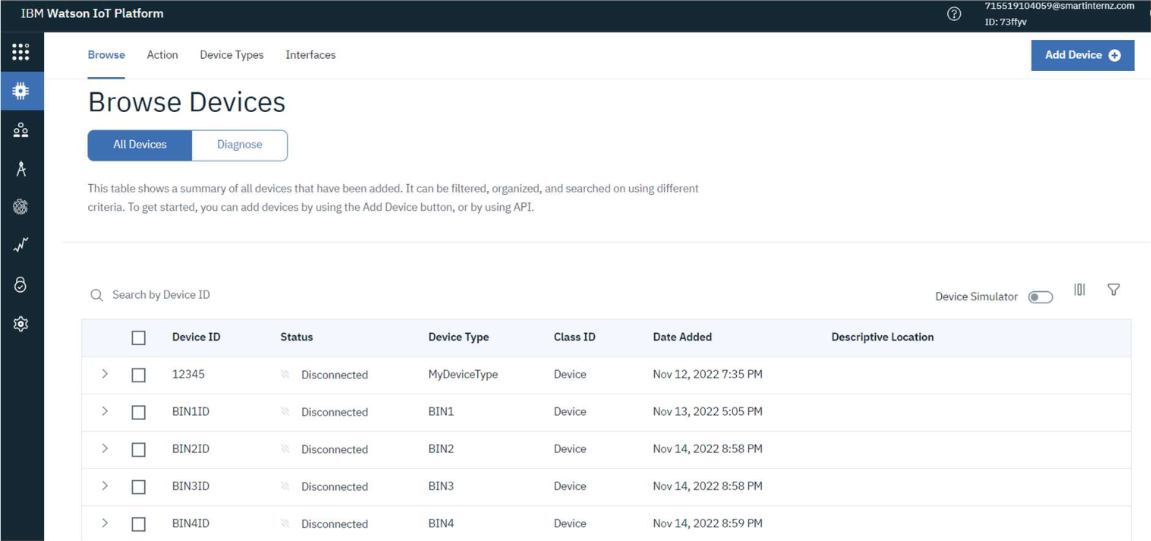 IBM Watson IoT Platform
715519104059@smartinternz.com
ID: 73ffyv
Browse Action Device Types Interfaces
Add Device
Browse Devices
All Devices Diagnose
This table shows a summary of all devices that have been added. It can be filtered, organized, and searched on using different
criteria. To get started, you can add devices by using the Add Device button, or by using API.
Search by Device ID
Device Simulator
Device ID Status Device Type Class ID Date Added Descriptive Location
12345 Disconnected MyDeviceType Device Nov 12, 2022 7:35 PM
BIN1ID Disconnected BIN1 Device Nov 13, 2022 5:05 PM
BIN2ID Disconnected BIN2 Device Nov 14, 2022 8:58 PM
BIN3ID Disconnected BIN3 Device Nov 14, 2022 8:58 PM
BIN4ID Disconnected BIN4 Device Nov 14, 2022 8:59 PM